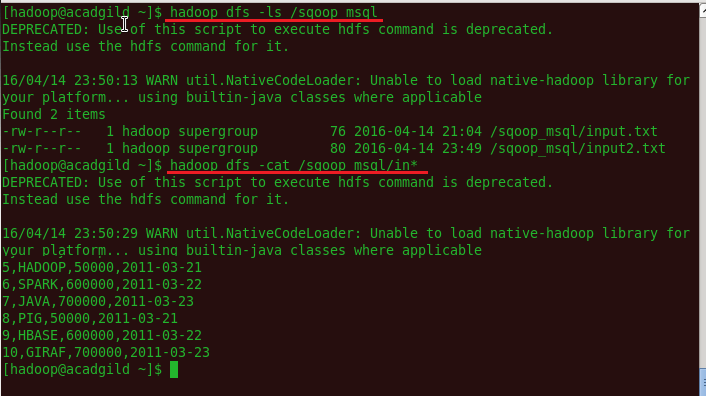 [hadoop@acadgild ~]$ hadoop dfs -ls /sqoop_msql
DEPRECATED: Use of this script to execute hdfs command is deprecated.
Instead use the hdfs command for it.
16/04/14 23:50:13 WARN util.NativeCodeLoader: Unable to load native-hadoop library for
your platform... using builtin-java classes where applicable
Found 2 items
-rw-r--r--   1 hadoop supergroup         76 2016-04-14 21:04 /sqoop_msql/input.txt
-rw-r--r--   1 hadoop supergroup         80 2016-04-14 23:49 /sqoop_msql/input2.txt
[hadoop@acadgild ~]$ hadoop dfs -cat /sqoop_msql/in*
DEPRECATED: Use of this script to execute hdfs command is deprecated.
Instead use the hdfs command for it.
16/04/14 23:50:29 WARN util.NativeCodeLoader: Unable to load native-hadoop library for
your platform... using builtin-java classes where applicable
5,HADOOP,50000,2011-03-21
6,SPARK,600000,2011-03-22
7,JAVA,700000,2011-03-23
8,PIG,50000,2011-03-21
9,HBASE,600000,2011-03-22
10,GIRAF,700000,2011-03-23
[hadoop@acadgild ~]$